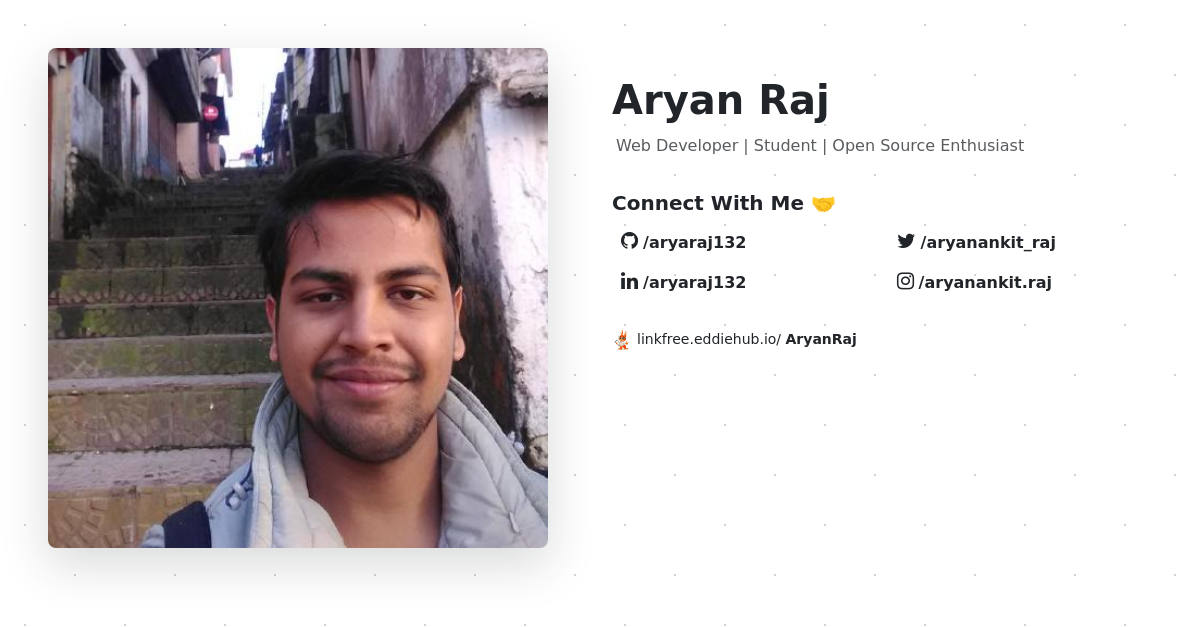 Aryan Raj
Web Developer | Student | Open Source Enthusiast
Connect With Me 🤝
/aryaraj132
/aryanankit_raj
/aryaraj132
/aryanankit.raj
linkfree.eddiehub.io/ AryanRaj